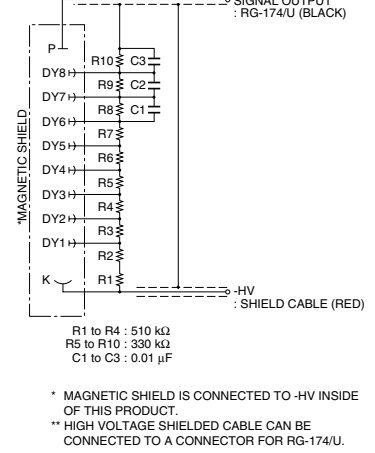 SIGNAL OUTPUT
: RG-174/U (BLACK)
P
R10 C3
DY8
R9 C2
DY7
R8 C1
DY6
R7
DY5
R6
DY4
R5
DY3
R4
DY2
R3
DY1
R2
K
R1
*MAGNETIC SHIELD
-HV
: SHIELD CABLE (RED)
R1 to R4 : 510 kΩ
R5 to R10 : 330 kΩ
C1 to C3 : 0.01 µF
* MAGNETIC SHIELD IS CONNECTED TO -HV INSIDE
OF THIS PRODUCT.
** HIGH VOLTAGE SHIELDED CABLE CAN BE
CONNECTED TO A CONNECTOR FOR RG-174/U.